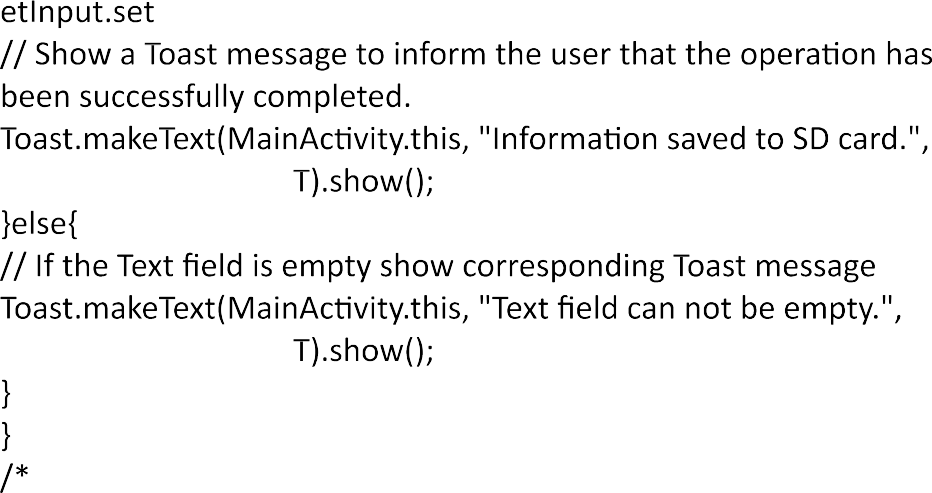 etInput.set
// Show a Toast message to inform the user that the operation has
been successfully completed.
Toast.makeText(MainActivity.this, "Information saved to SD card.",
T).show();
}else{
// If the Text field is empty show corresponding Toast message
Toast.makeText(MainActivity.this, "Text field can not be empty.",
T).show();
}
}
/*